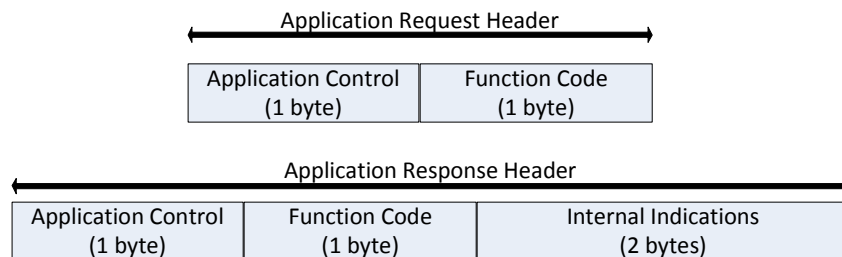 Application Request Header
Application Control Function Code
(1 byte) (1 byte)
Application Response Header
Application Control Function Code Internal Indications
(1 byte) (1 byte) (2 bytes)